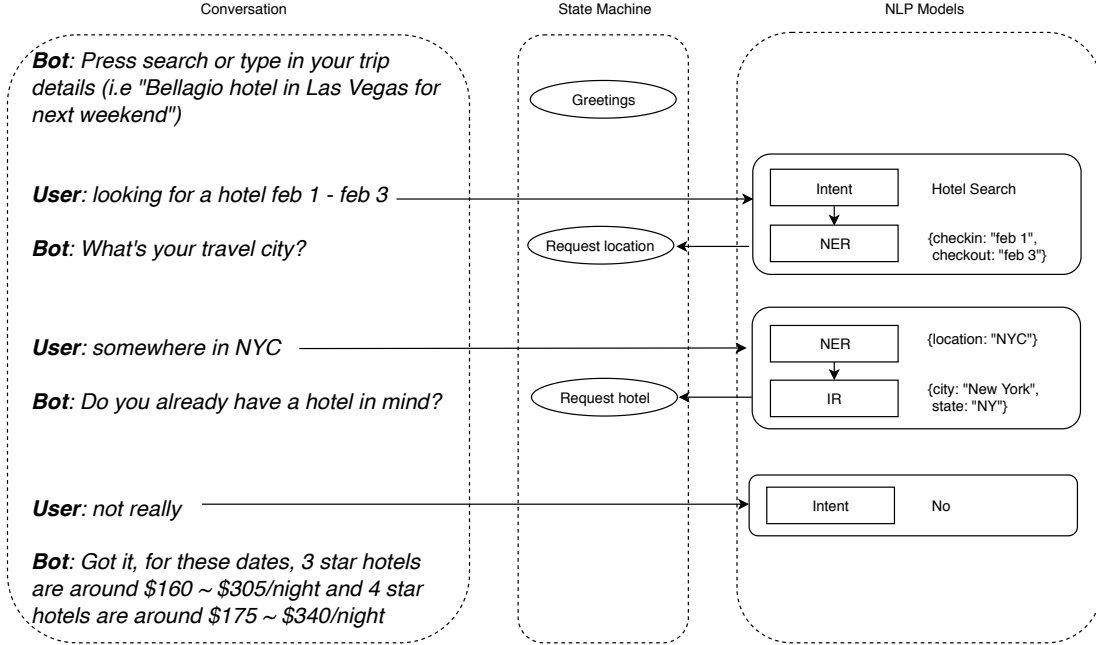 Conversation
State Machine
NLP Models
Bot: Press search or type in your trip
details (i.e "Bellagio hotel in Las Vegas for
next weekend")
Greetings
User: looking for a hotel feb 1 - feb 3
Intent
Hotel Search
Bot: What's your travel city?
Request location
NER
{checkin: "feb 1",
checkout: "feb 3"}
User: somewhere in NYC
NER
{location: "NYC"}
Bot: Do you already have a hotel in mind?
Request hotel
IR
{city: "New York",
state: "NY"}
User: not really
Intent
No
Bot: Got it, for these dates, 3 star hotels
are around $160 ~ $305/night and 4 star
hotels are around $175 ~ $340/night